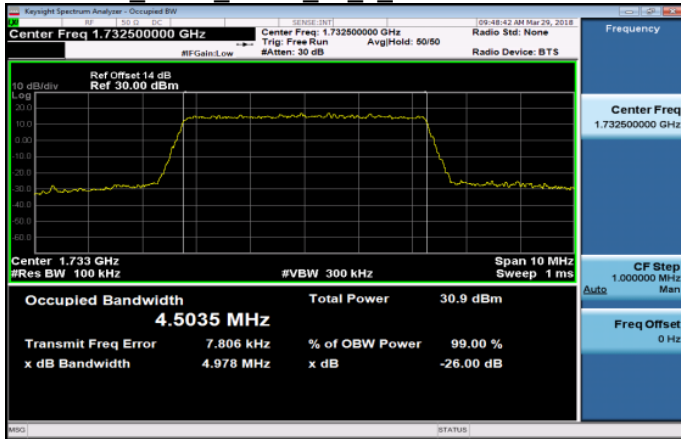 Keysight Spectrum Analyzer - Occupied BW
RF 50 Ω DC SENSE:INT 09:48:42 AM Mar 29, 2018
Center Freq 1.732500000 GHz
Center Freq: 1.732500000 GHz Radio Std: None
Trig: Free Run Avg|Hold: 50/50
#IFGain:Low #Atten: 30 dB Radio Device: BTS
Frequency
Ref Offset 14 dB
10 dB/div Ref 30.00 dBm
Log
20.0
10.0
0.00
-10.0
-20.0
-30.0
-40.0
-50.0
-60.0
Center 1.733 GHz Span 10 MHz
#Res BW 100 kHz #VBW 300 kHz Sweep 1 ms
Occupied Bandwidth Total Power 30.9 dBm
4.5035 MHz
Transmit Freq Error 7.806 kHz % of OBW Power 99.00 %
x dB Bandwidth 4.978 MHz x dB -26.00 dB
Center Freq
1.732500000 GHz
CF Step
1.000000 MHz
Auto Man
Freq Offset
0 Hz
MSG STATUS